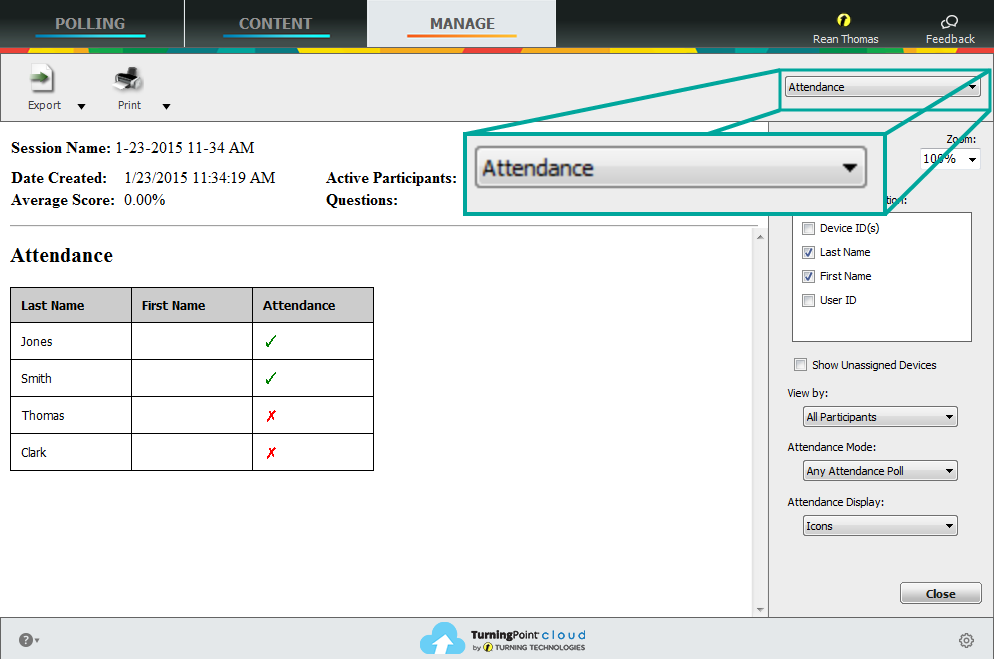 POLLING
CONTENT
MANAGE
Rean Thomas
Feedback
Export
Print
Attendance
Attendance
Session Name: 1-23-2015 11-34 AM
Date Created: 1/23/2015 11:34:19 AM
Active Participants:
Average Score: 0.00%
Questions:
Zoom:
100%
Attendance
Last Name First Name Attendance
Jones ✓
Smith ✓
Thomas ✗
Clark ✗
Device ID(s)
Last Name
First Name
User ID
Show Unassigned Devices
View by:
All Participants
Attendance Mode:
Any Attendance Poll
Attendance Display:
Icons
Close
?
TurningPoint cloud
by TURNING TECHNOLOGIES